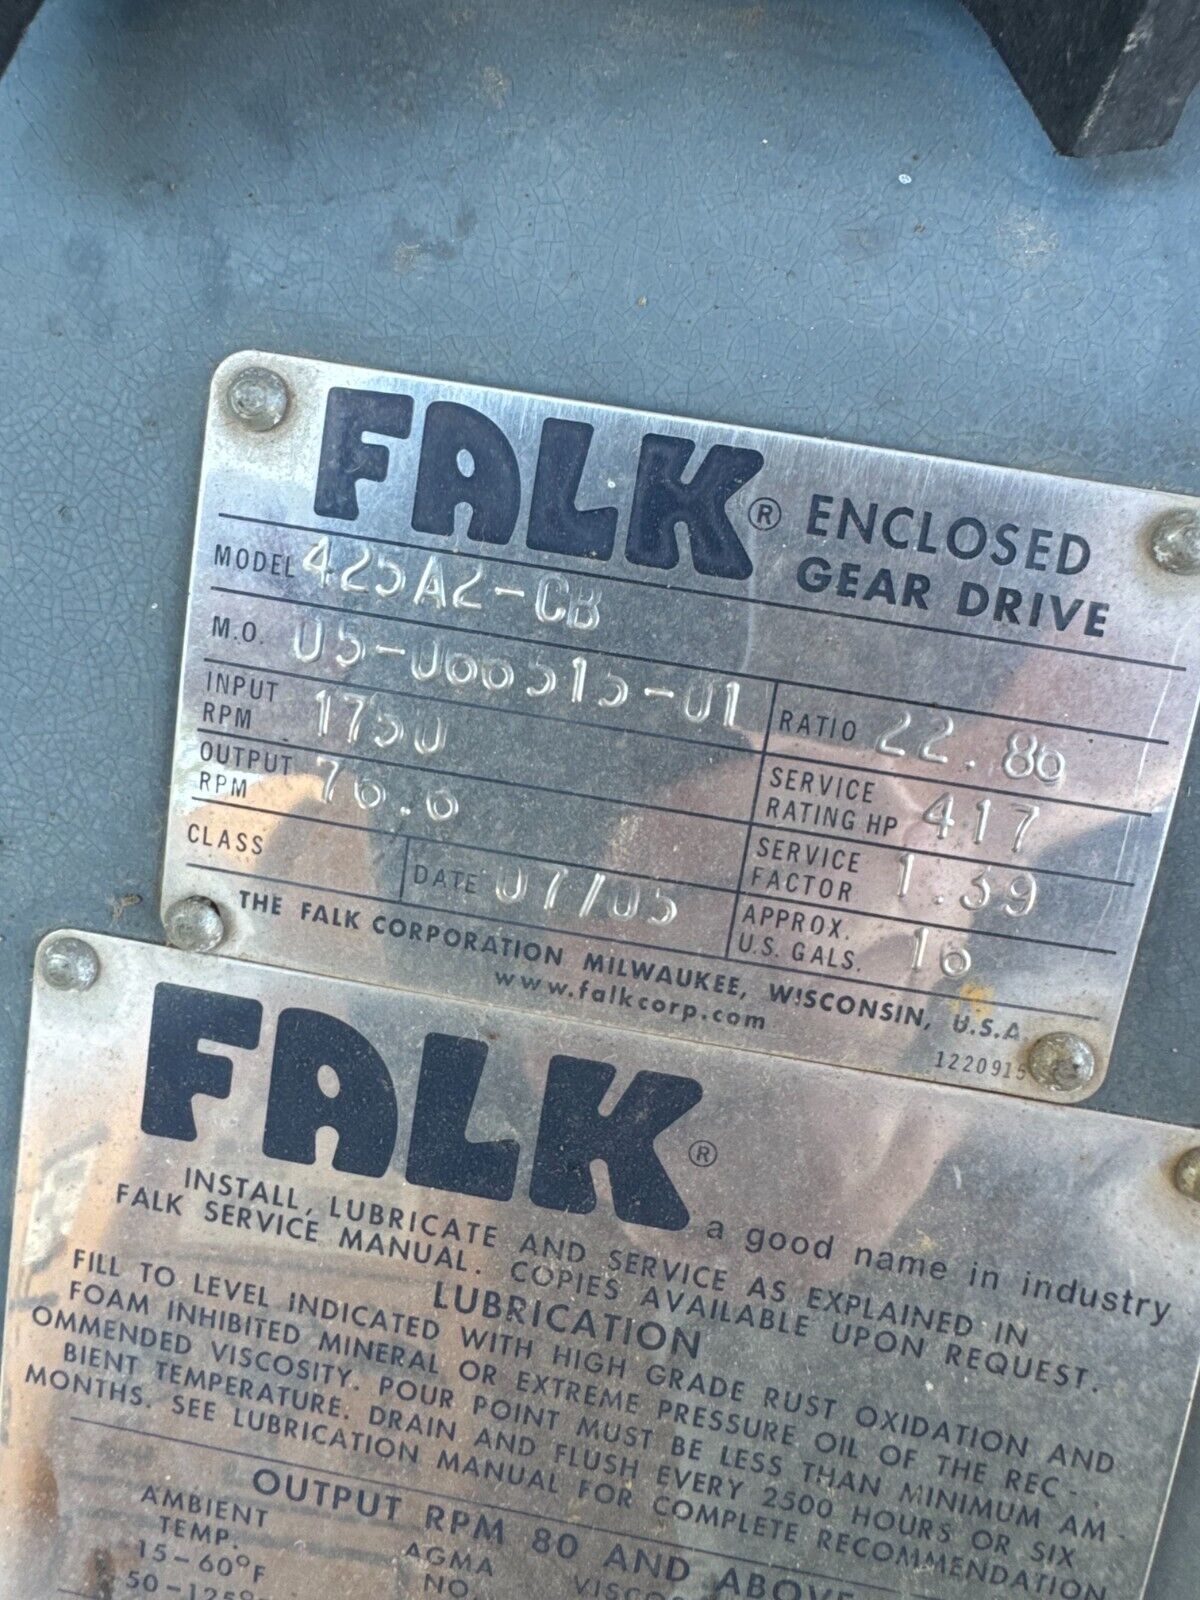 FALK® ENCLOSED
GEAR DRIVE
MODEL 425A2-CB
M.O. 05-066515-01
RATIO 22.86
INPUT RPM 1750
SERVICE RATING HP 417
OUTPUT RPM 76.6
SERVICE FACTOR 1.39
CLASS
DATE 07/05
APPROX. U.S. GALS. 16
THE FALK CORPORATION MILWAUKEE, WISCONSIN, U.S.A.
www.falkcorp.com
1220915
FALK® a good name in industry
INSTALL, LUBRICATE AND SERVICE AS EXPLAINED IN
FALK SERVICE MANUAL. COPIES AVAILABLE UPON REQUEST.
LUBRICATION
FILL TO LEVEL INDICATED WITH HIGH GRADE RUST OXIDATION AND
FOAM INHIBITED MINERAL OR EXTREME PRESSURE OIL OF THE REC-
OMMENDED VISCOSITY. POUR POINT MUST BE LESS THAN MINIMUM AM-
BIENT TEMPERATURE. DRAIN AND FLUSH EVERY 2500 HOURS OR SIX
MONTHS. SEE LUBRICATION MANUAL FOR COMPLETE RECOMMENDATION
OUTPUT RPM 80 AND ABOVE
AMBIENT
TEMP.
AGMA
NO.
15-60°F
50-125°